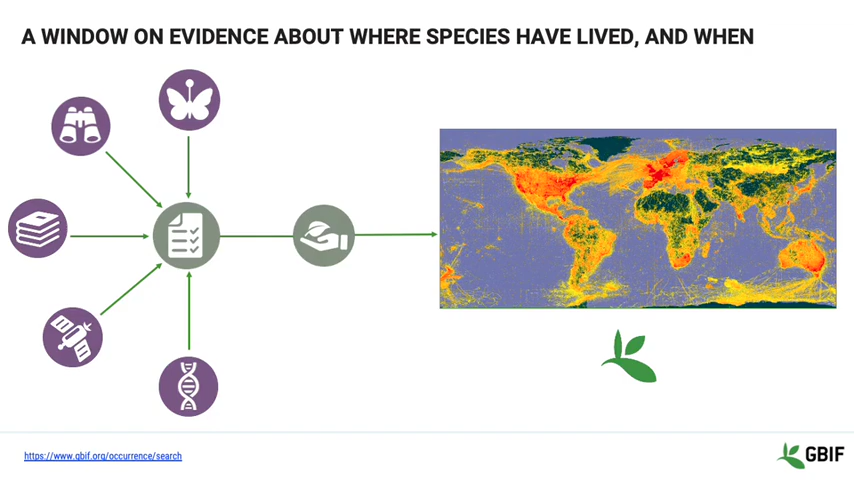 A WINDOW ON EVIDENCE ABOUT WHERE SPECIES HAVE LIVED, AND WHEN
https://www.gbif.org/occurrence/search
GBIF